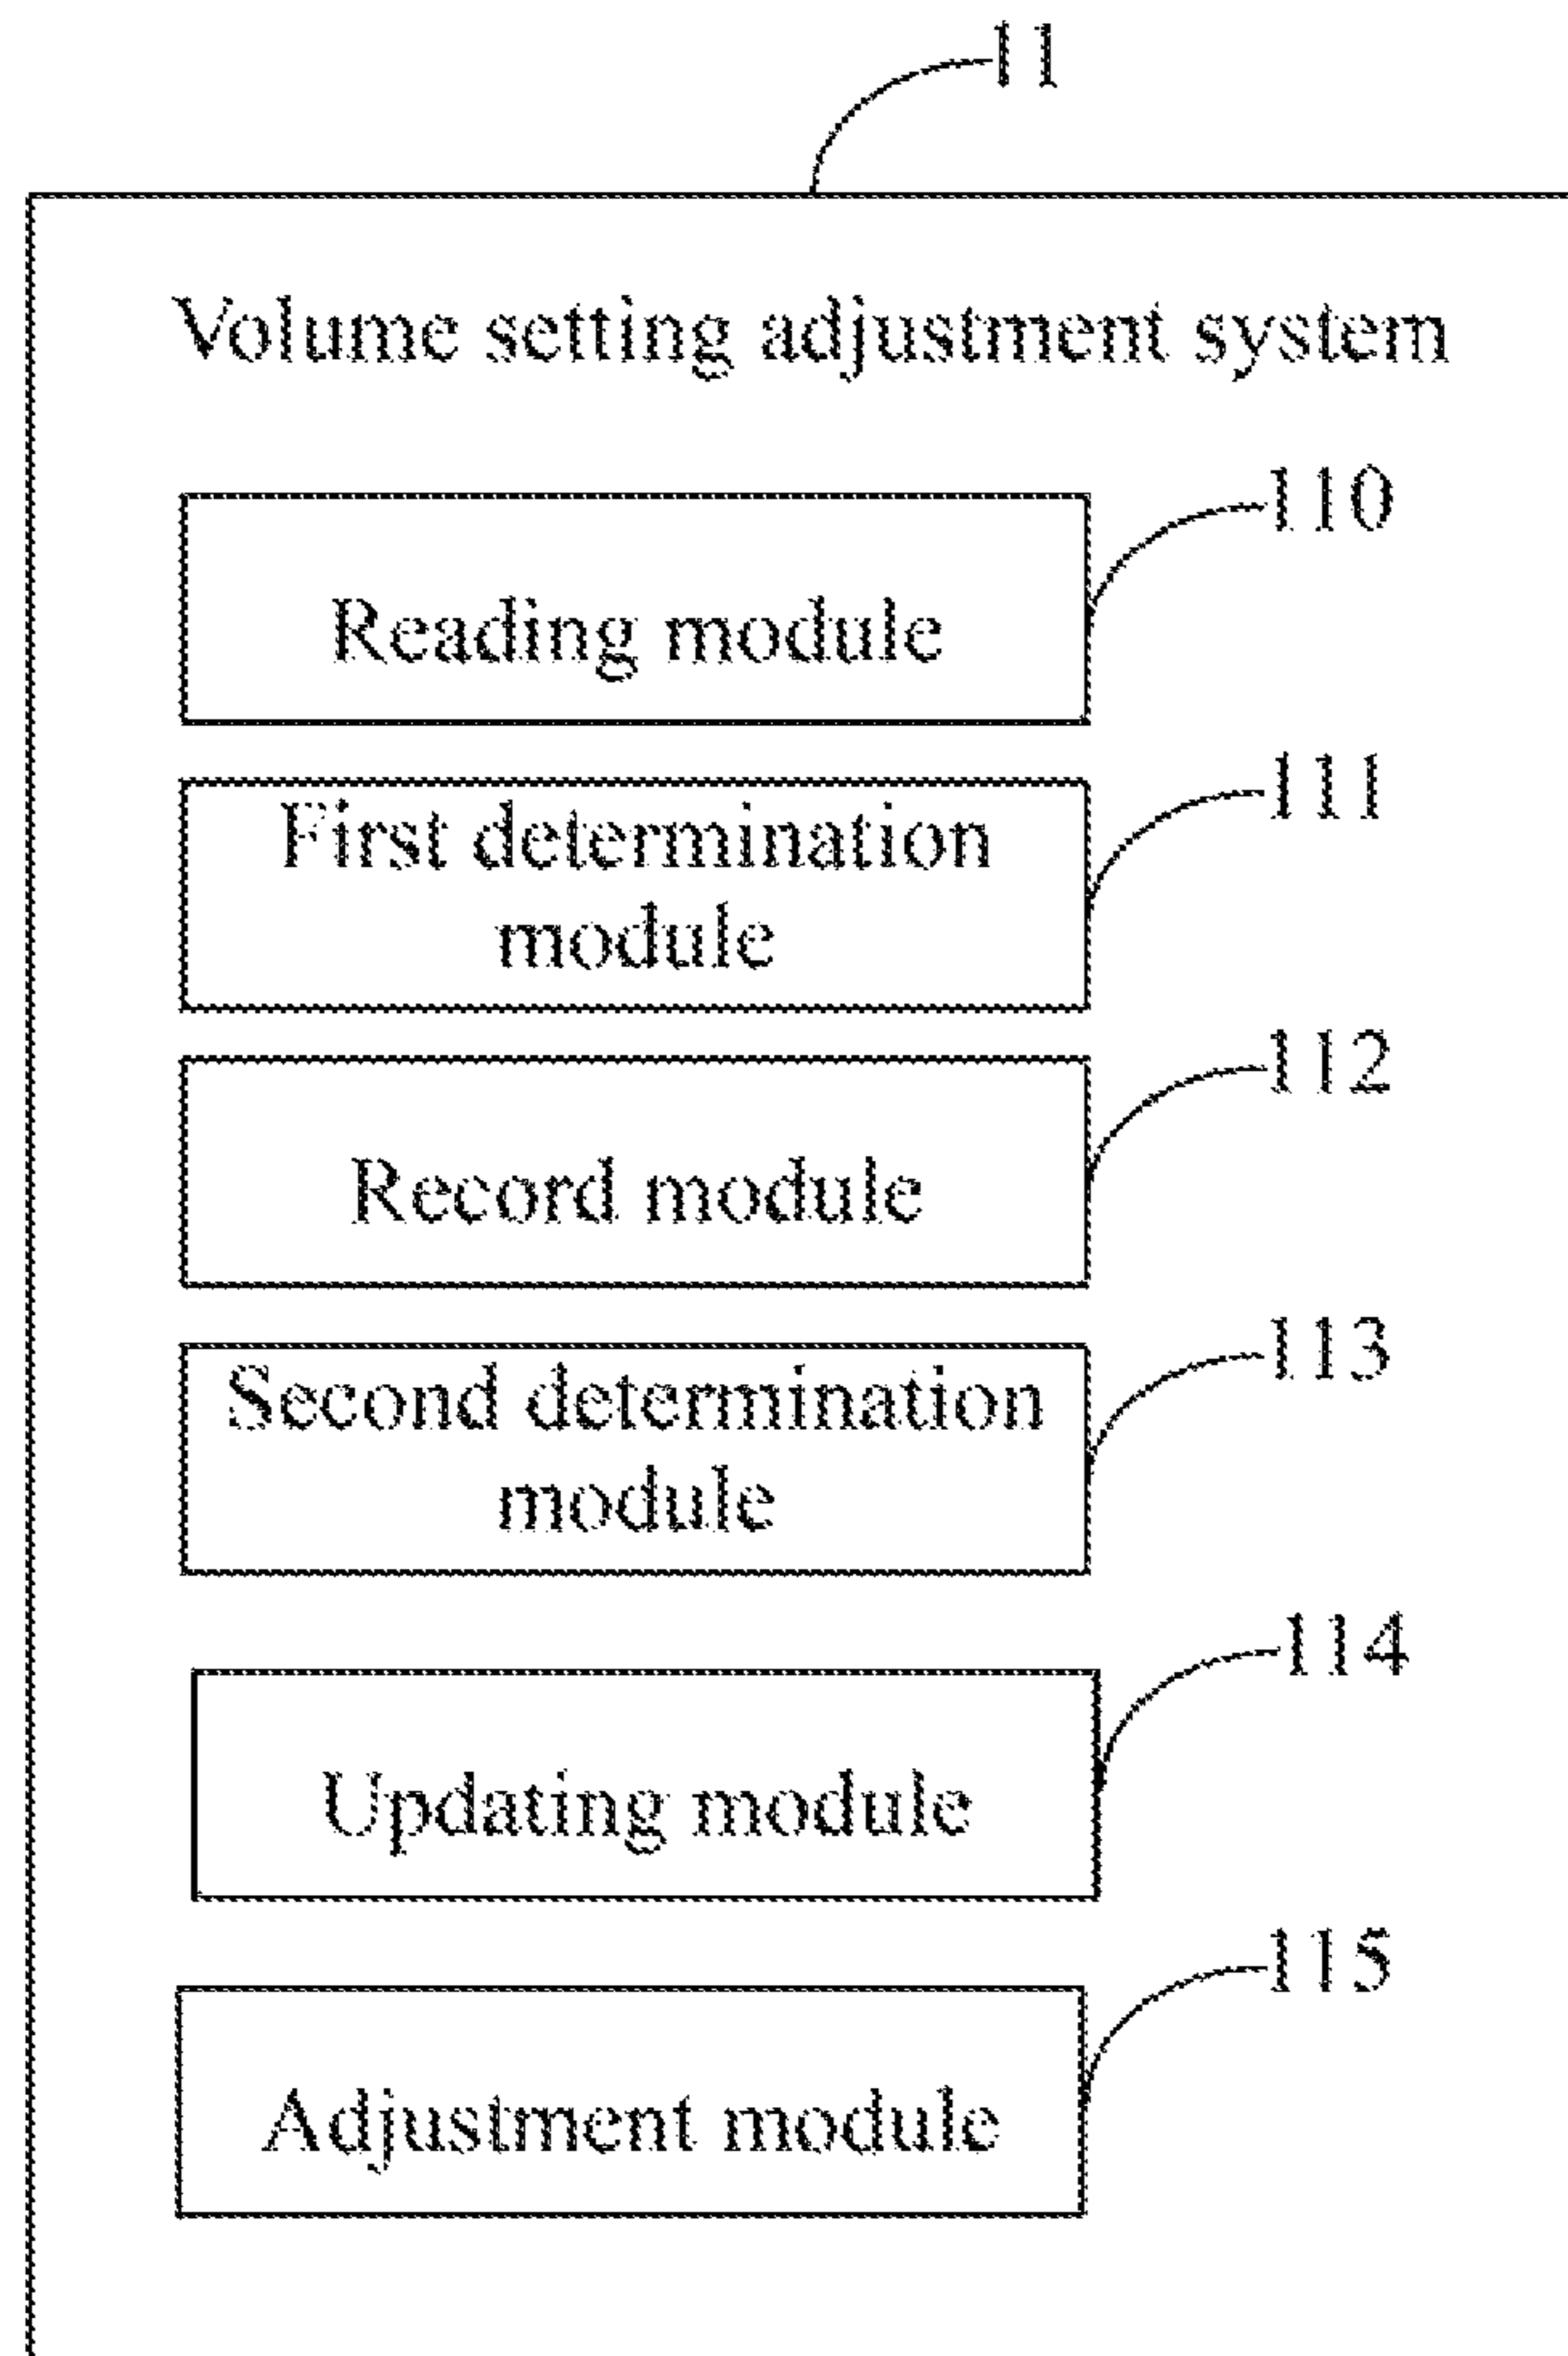 11
Volume setting adjustment system
110
Reading module
111
First determination
module
112
Record module
113
Second determination
module
114
Updating module
115
Adjustment module